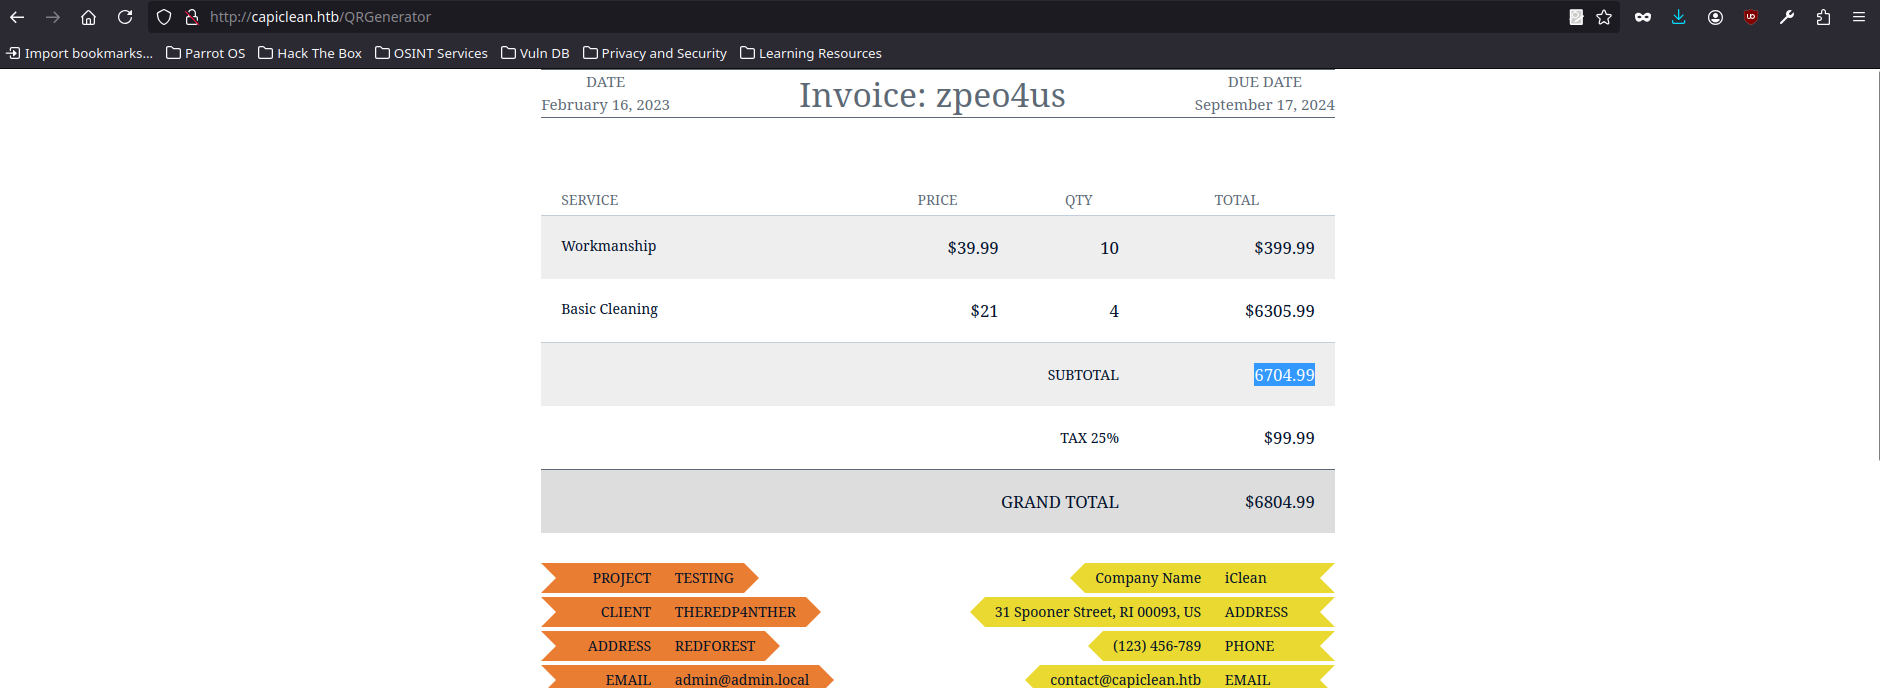 http://capiclean.htb/QRGenerator
Import bookmarks... Parrot OS Hack The Box OSINT Services Vuln DB Privacy and Security Learning Resources
DATE Invoice: zpeo4us DUE DATE
February 16, 2023 September 17, 2024
SERVICE PRICE QTY TOTAL
Workmanship $39.99 10 $399.99
Basic Cleaning $21 4 $6305.99
SUBTOTAL 6704.99
TAX 25% $99.99
GRAND TOTAL $6804.99
PROJECT TESTING Company Name iClean
CLIENT THEREDP4NTHER 31 Spooner Street, RI 00093, US ADDRESS
ADDRESS REDFOREST (123) 456-789 PHONE
EMAIL admin@admin.local contact@capiclean.htb EMAIL